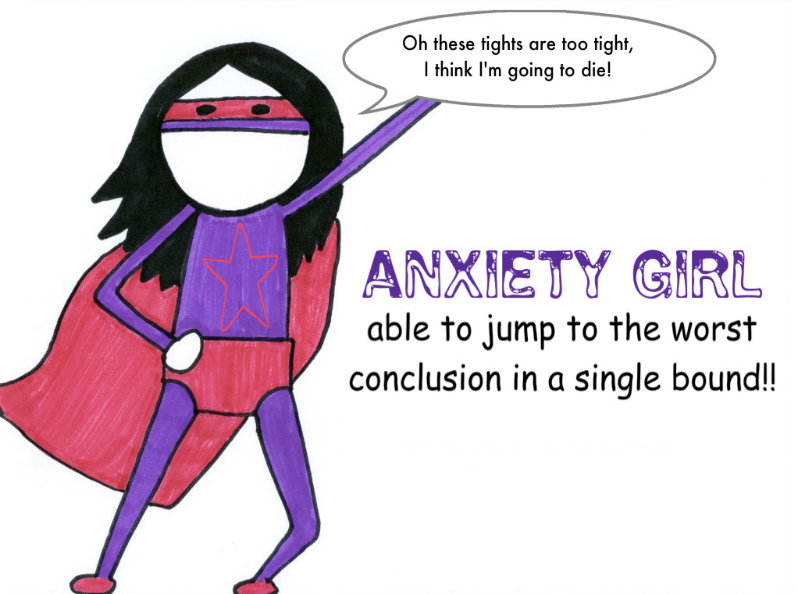 Oh these tights are too tight,
I think I'm going to die!
ANXIETY GIRL
able to jump to the worst
conclusion in a single bound!!